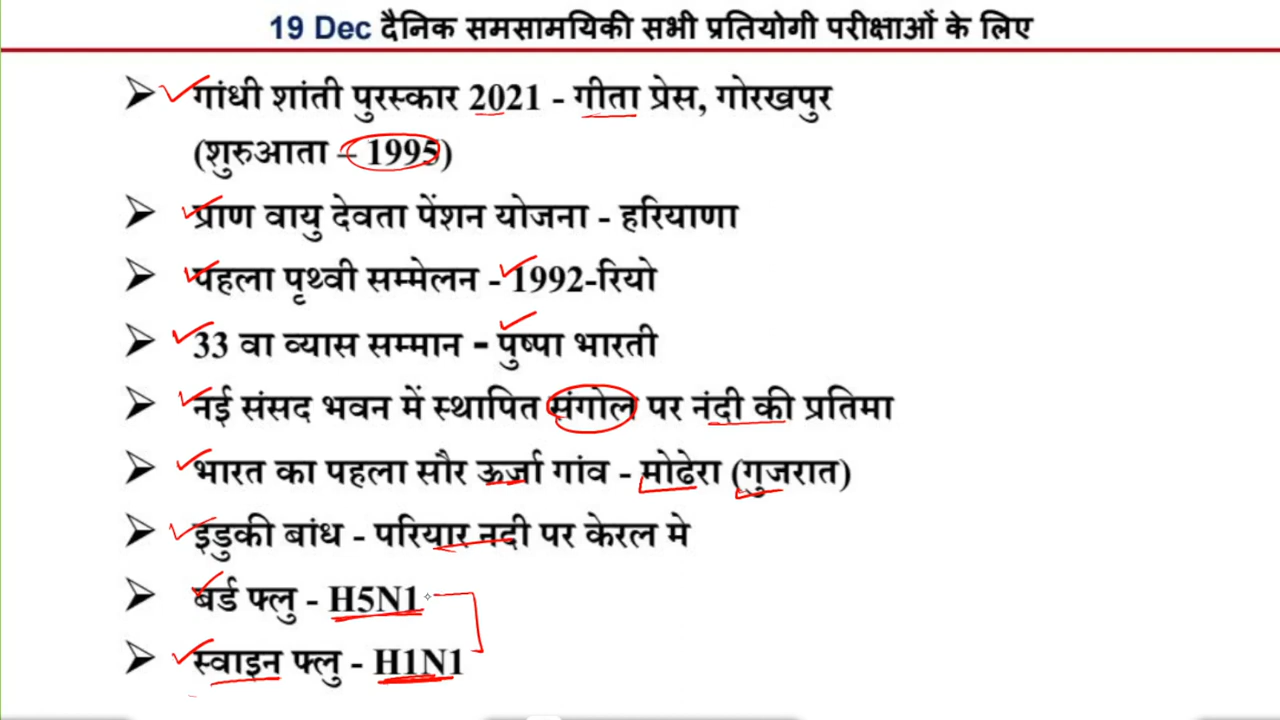 19 Dec दैनिक समसामयिकी सभी प्रतियोगी परीक्षाओं के लिए
गांधी शांती पुरस्कार 2021 - गीता प्रेस, गोरखपुर
(शुरुआता – 1995)
प्राण वायु देवता पेंशन योजना - हरियाणा
पहला पृथ्वी सम्मेलन - 1992-रियो
33 वा व्यास सम्मान - पुष्पा भारती
नई संसद भवन में स्थापित संगोल पर नंदी की प्रतिमा
भारत का पहला सौर ऊर्जा गांव - मोढेरा (गुजरात)
इडुकी बांध - परियार नदी पर केरल मे
बर्ड फ्लु - H5N1
स्वाइन फ्लु - H1N1